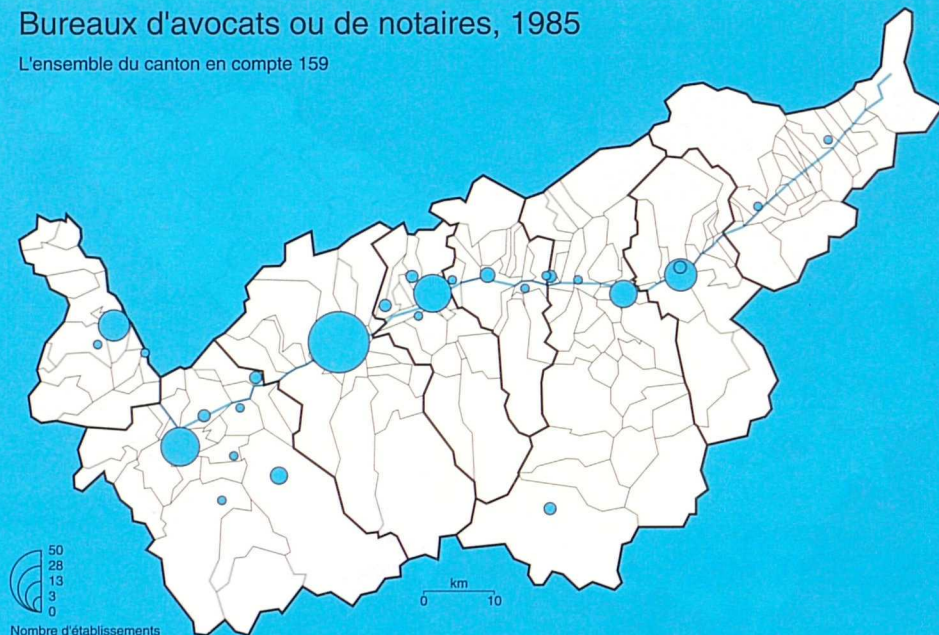 Bureaux d'avocats ou de notaires, 1985
L'ensemble du canton en compte 159
50
28
13
3
0
Nombre d'établissements
km
0 10